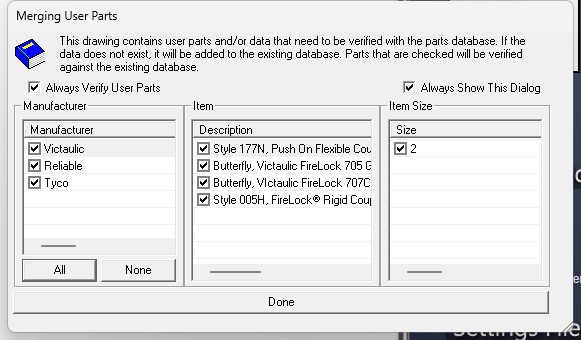 Merging User Parts
This drawing contains user parts and/or data that need to be verified with the parts database. If the
data does not exist, it will be added to the existing database. Parts that are checked will be verified
against the existing database.
Always Verify User Parts
Always Show This Dialog
Manufacturer
Manufacturer
Victaulic
Reliable
Tyco
All
None
Item
Description
Style 177N, Push On Flexible Cou
Butterfly, Victaulic FireLock 705 G
Butterfly, VIctaulic FireLock 707C
Style 005H, FireLock® Rigid Coup
Item Size
Size
2
Done